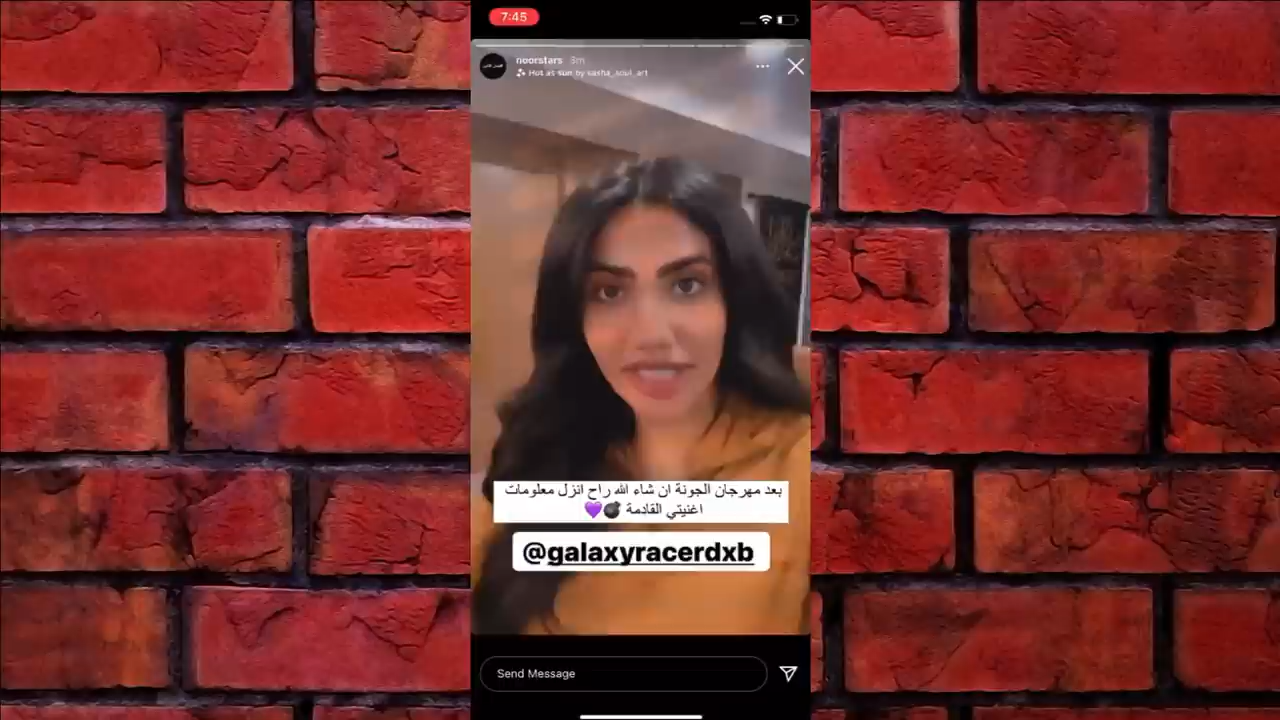 7:45
noorstars 3m
Hot as sun by sasha_soul_art
بعد مهرجان الجونة ان شاء الله راح انزل معلومات
اغنيتي القادمة 💣💜
@galaxyracerdxb
Send Message